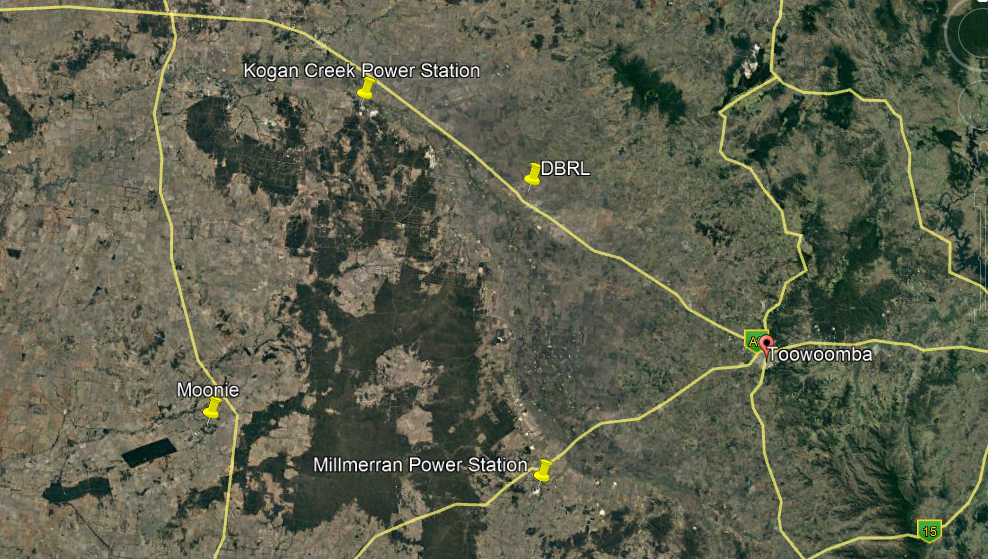 Kogan Creek Power Station
DBRL
Toowoomba
Moonie
Millmerran Power Station
15